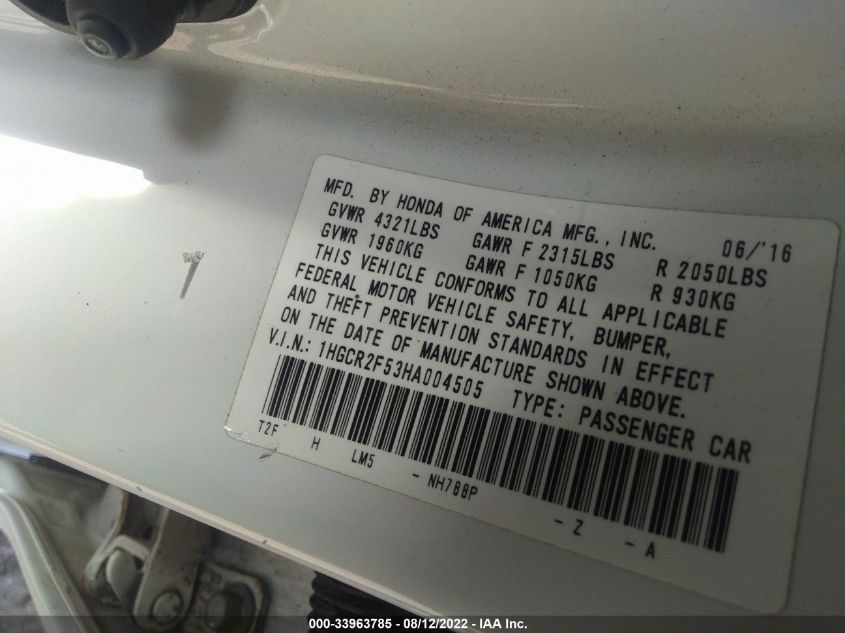 MFD. BY HONDA OF AMERICA MFG., INC. 06/'16
GVWR 4321LBS GAWR F 2315LBS R 2050LBS
GVWR 1960KG GAWR F 1050KG R 930KG
THIS VEHICLE CONFORMS TO ALL APPLICABLE
FEDERAL MOTOR VEHICLE SAFETY, BUMPER,
AND THEFT PREVENTION STANDARDS IN EFFECT
ON THE DATE OF MANUFACTURE SHOWN ABOVE.
V.I.N.: 1HGCR2F53HA004505 TYPE: PASSENGER CAR
T2F H LM5 - NH788P - Z - A
000-33963785 - 08/12/2022 - IAA Inc.